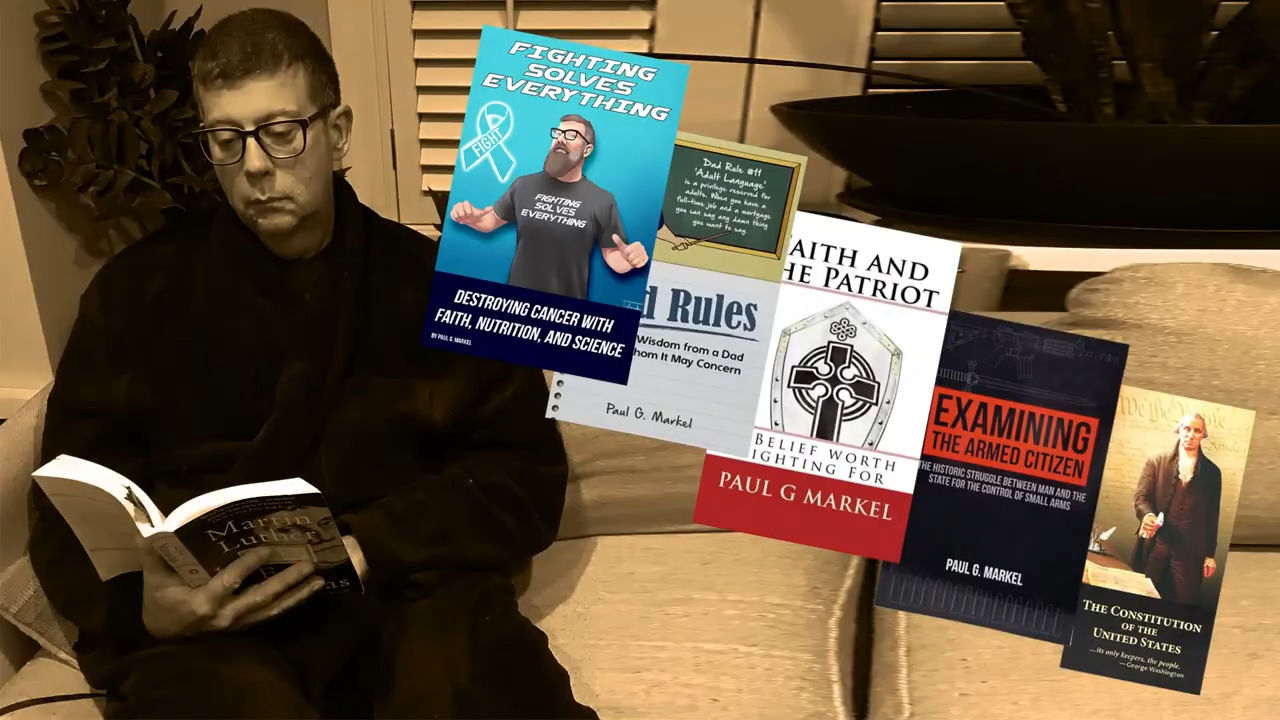 FIGHTING
SOLVES
EVERYTHING
FIGHT
FIGHTING
SOLVES
EVERYTHING
DESTROYING CANCER WITH
FAITH, NUTRITION, AND SCIENCE
BY PAUL G. MARKEL
Dad Rule #11
'Adult Language'
is a privilege reserved for
adults. When you have a
full-time job and a mortgage
you can say any damn thing
you want to say.
d Rules
Wisdom from a Dad
hom It May Concern
Paul G. Markel
AITH AND
HE PATRIOT
BELIEF WORTH
IGHTING FOR
PAUL G MARKEL
EXAMINING
THE ARMED CITIZEN
THE HISTORIC STRUGGLE BETWEEN MAN AND THE
STATE FOR THE CONTROL OF SMALL ARMS
PAUL G. MARKEL
We the People
THE CONSTITUTION
OF THE
UNITED STATES
...its only keepers, the people.
—George Washington
Martin
Luther